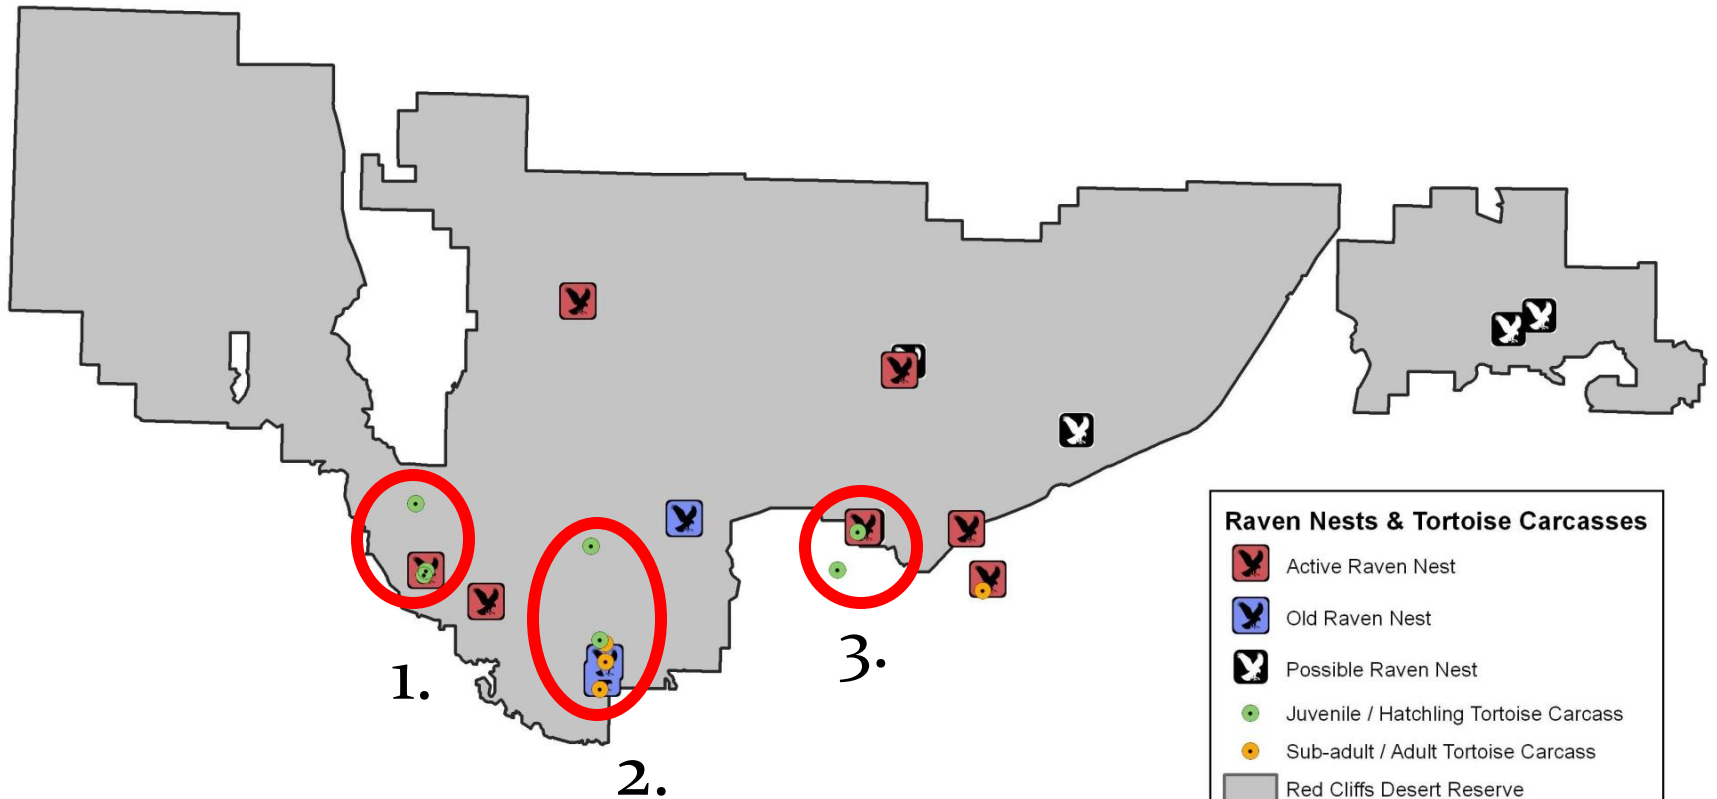 1.
2.
3.
Raven Nests & Tortoise Carcasses
Active Raven Nest
Old Raven Nest
Possible Raven Nest
Juvenile / Hatchling Tortoise Carcass
Sub-adult / Adult Tortoise Carcass
Red Cliffs Desert Reserve